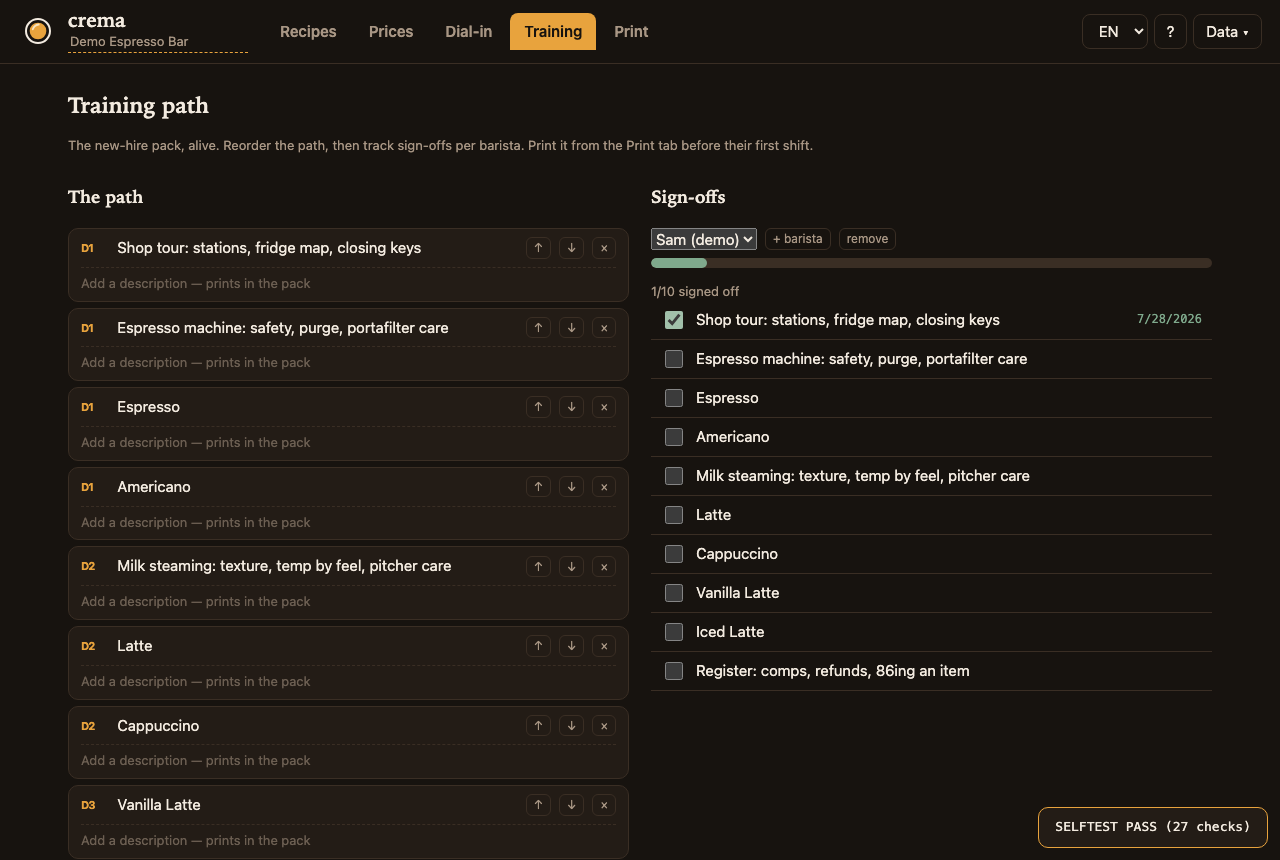 crema
Demo Espresso Bar
Recipes
Prices
Dial-in
Training
Print
EN
?
Data ▾
Training path
The new-hire pack, alive. Reorder the path, then track sign-offs per barista. Print it from the Print tab before their first shift.
The path
D1 Shop tour: stations, fridge map, closing keys ↑ ↓ ×
Add a description — prints in the pack
D1 Espresso machine: safety, purge, portafilter care ↑ ↓ ×
Add a description — prints in the pack
D1 Espresso ↑ ↓ ×
Add a description — prints in the pack
D1 Americano ↑ ↓ ×
Add a description — prints in the pack
D2 Milk steaming: texture, temp by feel, pitcher care ↑ ↓ ×
Add a description — prints in the pack
D2 Latte ↑ ↓ ×
Add a description — prints in the pack
D2 Cappuccino ↑ ↓ ×
Add a description — prints in the pack
D3 Vanilla Latte ↑ ↓ ×
Add a description — prints in the pack
Sign-offs
Sam (demo) + barista remove
1/10 signed off
Shop tour: stations, fridge map, closing keys 7/28/2026
Espresso machine: safety, purge, portafilter care
Espresso
Americano
Milk steaming: texture, temp by feel, pitcher care
Latte
Cappuccino
Vanilla Latte
Iced Latte
Register: comps, refunds, 86ing an item
SELFTEST PASS (27 checks)